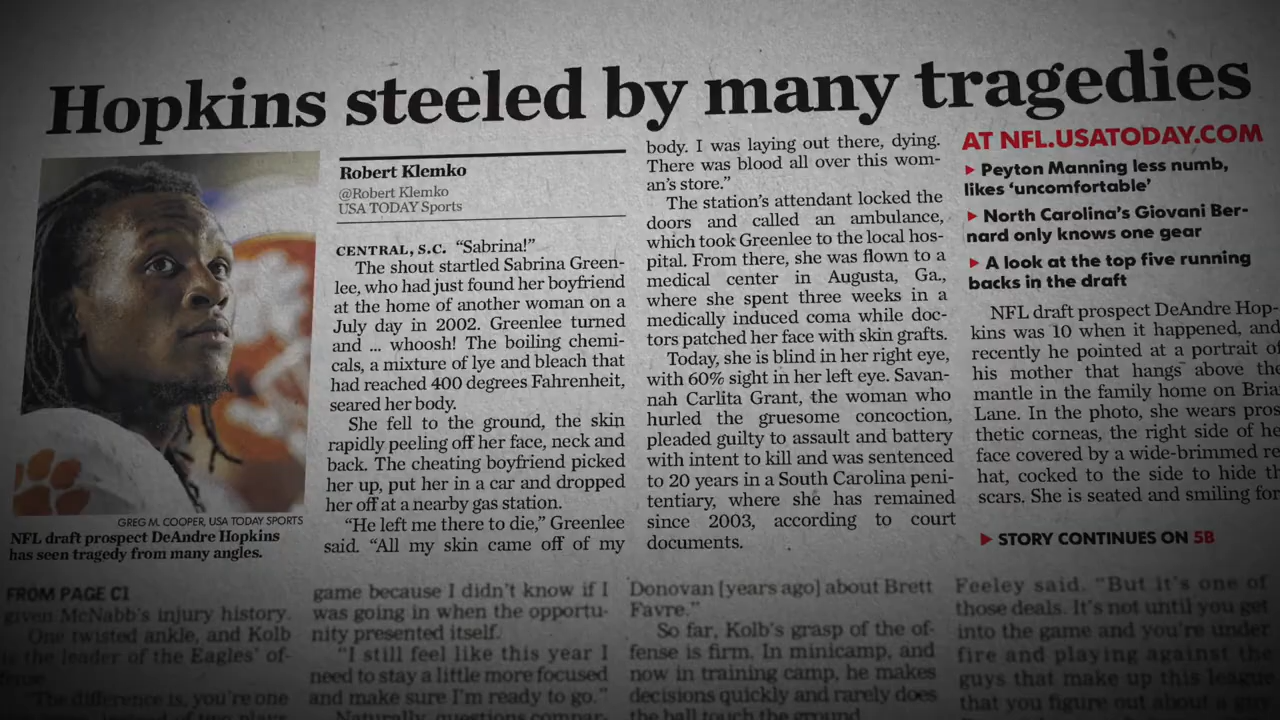 Hopkins steeled by many tragedies
GREG M. COOPER, USA TODAY SPORTS
NFL draft prospect DeAndre Hopkins
has seen tragedy from many angles.
Robert Klemko
@Robert Klemko
USA TODAY Sports
CENTRAL, S.C. “Sabrina!”
The shout startled Sabrina Green-
lee, who had just found her boyfriend
at the home of another woman on a
July day in 2002. Greenlee turned
and ... whoosh! The boiling chemi-
cals, a mixture of lye and bleach that
had reached 400 degrees Fahrenheit,
seared her body.
She fell to the ground, the skin
rapidly peeling off her face, neck and
back. The cheating boyfriend picked
her up, put her in a car and dropped
her off at a nearby gas station.
“He left me there to die,” Greenlee
said. “All my skin came off of my
body. I was laying out there, dying.
There was blood all over this wom-
an’s store.”
The station’s attendant locked the
doors and called an ambulance,
which took Greenlee to the local hos-
pital. From there, she was flown to a
medical center in Augusta, Ga.,
where she spent three weeks in a
medically induced coma while doc-
tors patched her face with skin grafts.
Today, she is blind in her right eye,
with 60% sight in her left eye. Savan-
nah Carlita Grant, the woman who
hurled the gruesome concoction,
pleaded guilty to assault and battery
with intent to kill and was sentenced
to 20 years in a South Carolina peni-
tentiary, where she has remained
since 2003, according to court
documents.
AT NFL.USATODAY.COM
▶ Peyton Manning less numb,
likes ‘uncomfortable’
▶ North Carolina’s Giovani Ber-
nard only knows one gear
▶ A look at the top five running
backs in the draft
NFL draft prospect DeAndre Hop-
kins was 10 when it happened, and
recently he pointed at a portrait of
his mother that hangs above the
mantle in the family home on Bria
Lane. In the photo, she wears pros
thetic corneas, the right side of he
face covered by a wide-brimmed re
hat, cocked to the side to hide th
scars. She is seated and smiling for
▶ STORY CONTINUES ON 5B
FROM PAGE C1
given McNabb’s injury history.
One twisted ankle, and Kolb
is the leader of the Eagles’ of-
fense
“The difference is, you’re one
game because I didn’t know if I
was going in when the opportu-
nity presented itself.
“I still feel like this year I
need to stay a little more focused
and make sure I’m ready to go.”
Naturally, questions compar-
Donovan [years ago] about Brett
Favre.”
So far, Kolb’s grasp of the of-
fense is firm. In minicamp, and
now in training camp, he makes
decisions quickly and rarely does
the ball touch the ground.
Feeley said. “But it’s one of
those deals. It’s not until you get
into the game and you’re under
fire and playing against the
guys that make up this league
that you figure out about a guy